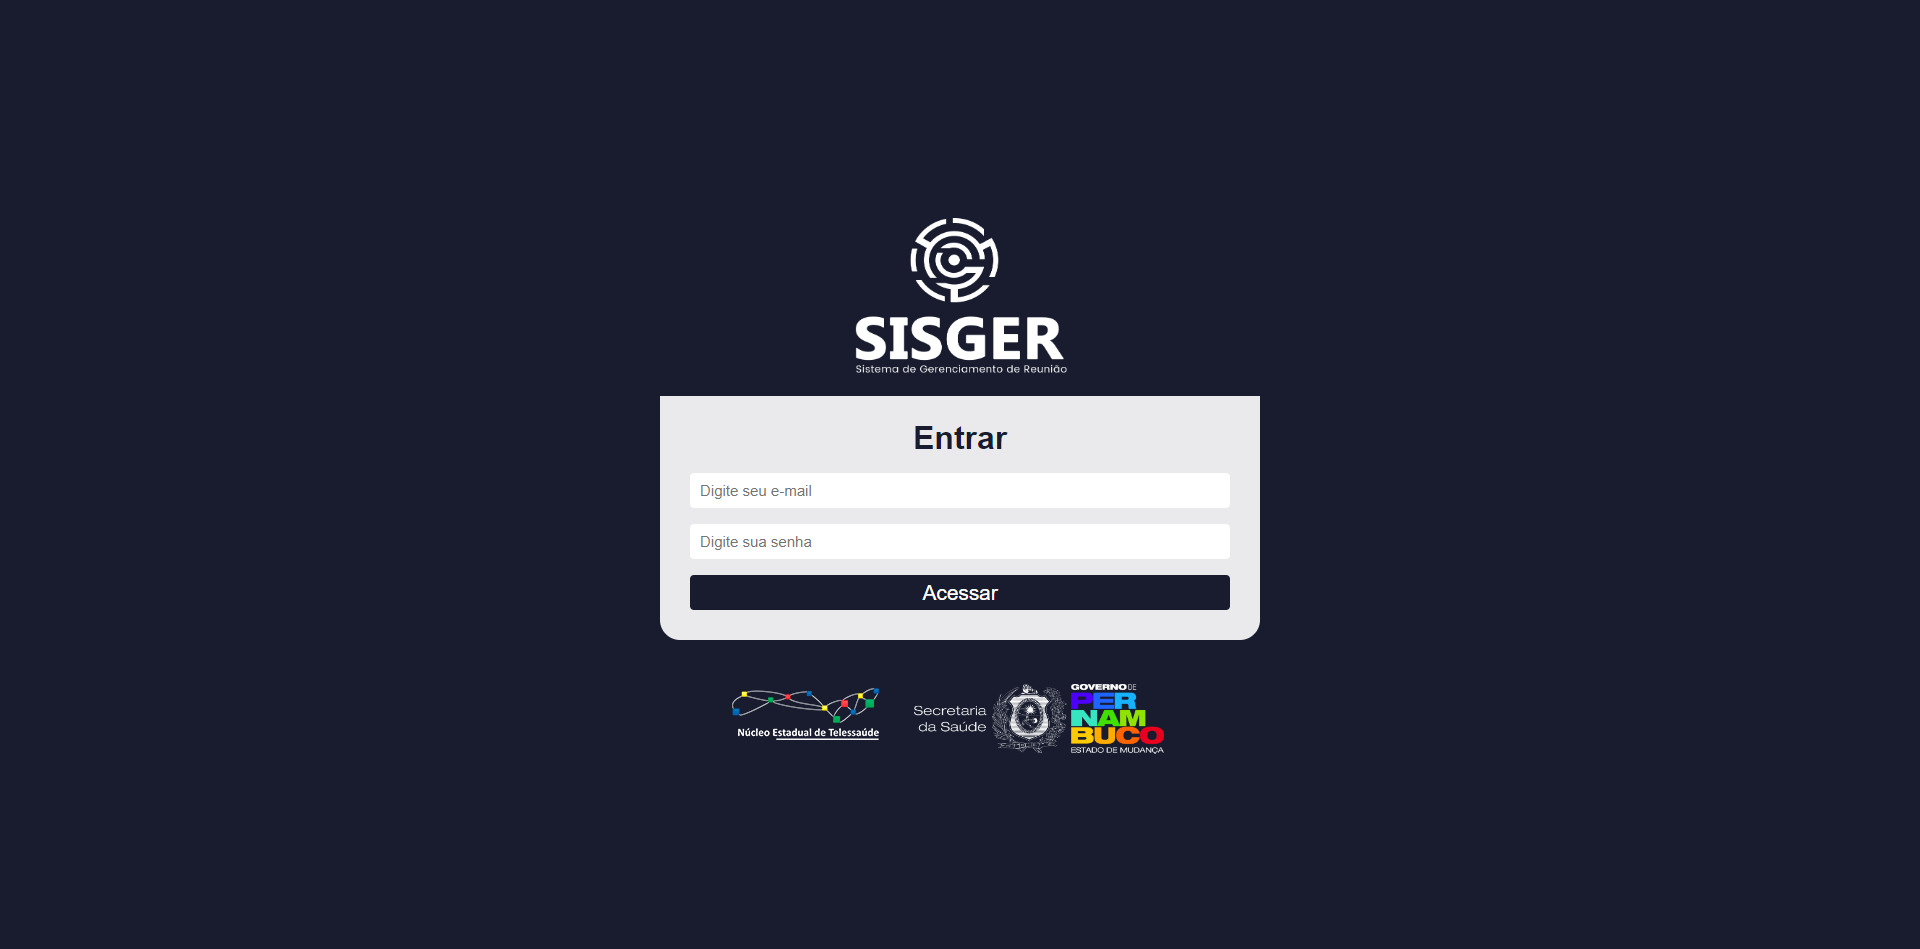 SISGER
Sistema de Gerenciamento de Reunião
Entrar
Digite seu e-mail
Digite sua senha
Acessar
Núcleo Estadual de Telessaúde
Secretaria
da Saúde
GOVERNO DE
PER
NAM
BUCO
ESTADO DE MUDANÇA